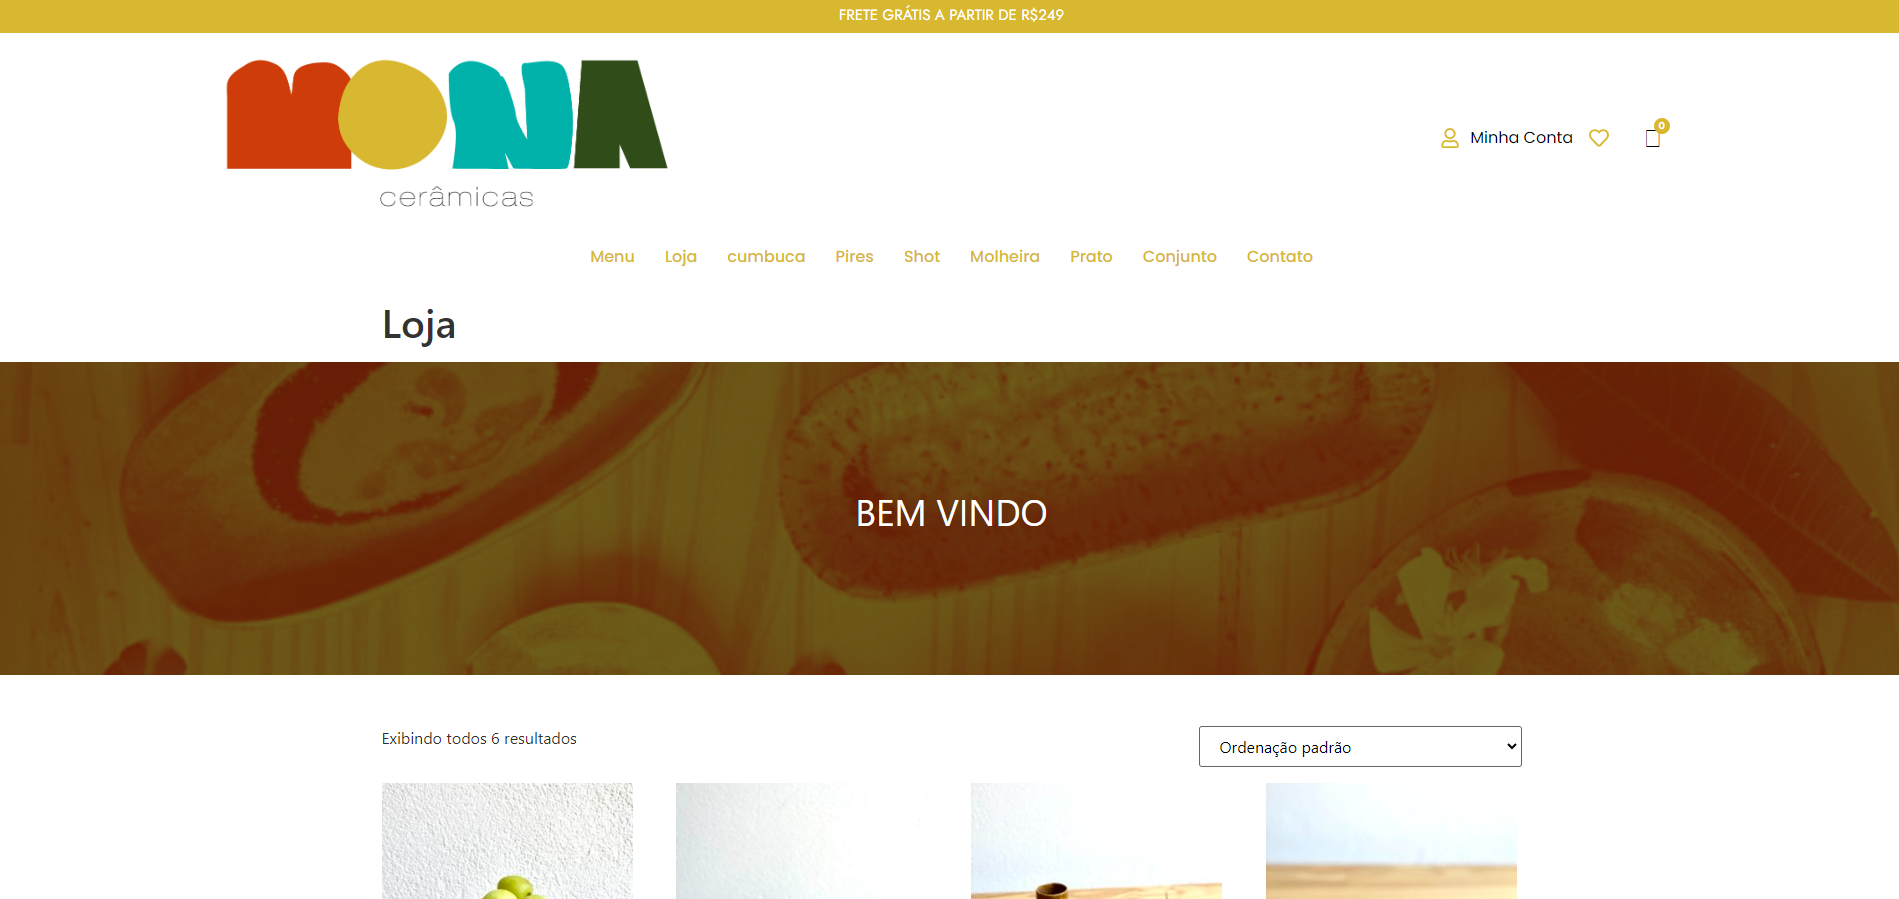 FRETE GRÁTIS A PARTIR DE R$249
MONA
cerâmicas
Minha Conta
0
Menu Loja cumbuca Pires Shot Molheira Prato Conjunto Contato
Loja
BEM VINDO
Exibindo todos 6 resultados
Ordenação padrão